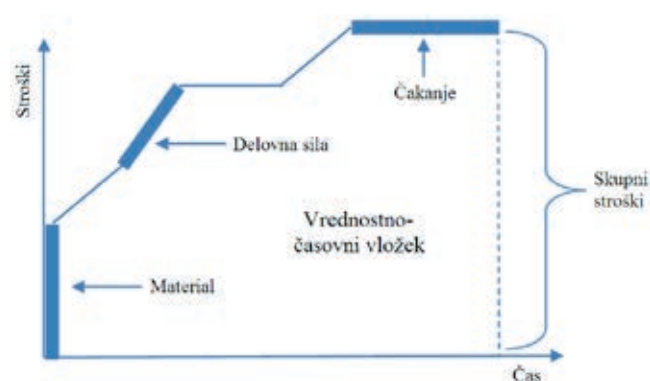 Stroški
Čakanje
Delovna sila
Skupni
stroški
Vrednostno-
časovni vložek
Material
Čas